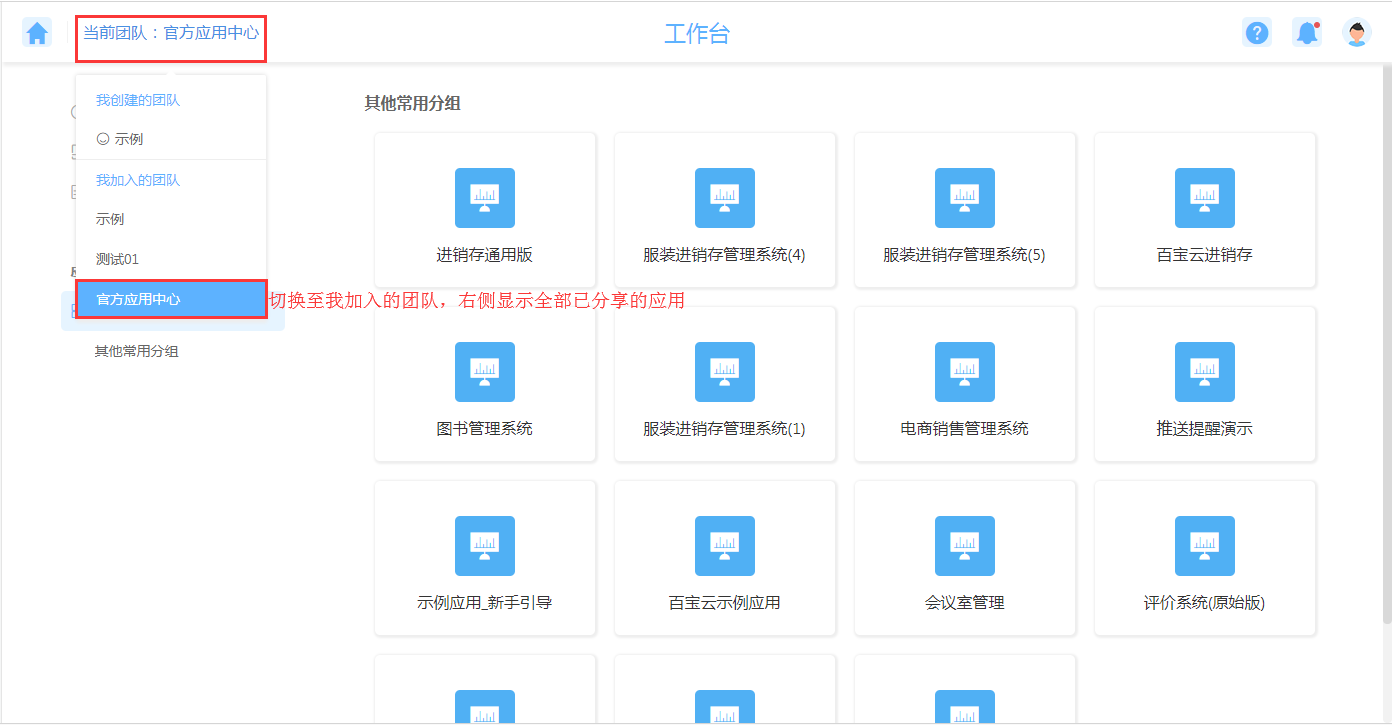 当前团队：官方应用中心
工作台
?
我创建的团队
示例
我加入的团队
示例
测试01
官方应用中心
切换至我加入的团队，右侧显示全部已分享的应用
其他常用分组
其他常用分组
进销存通用版
服装进销存管理系统(4)
服装进销存管理系统(5)
百宝云进销存
图书管理系统
服装进销存管理系统(1)
电商销售管理系统
推送提醒演示
示例应用_新手引导
百宝云示例应用
会议室管理
评价系统(原始版)